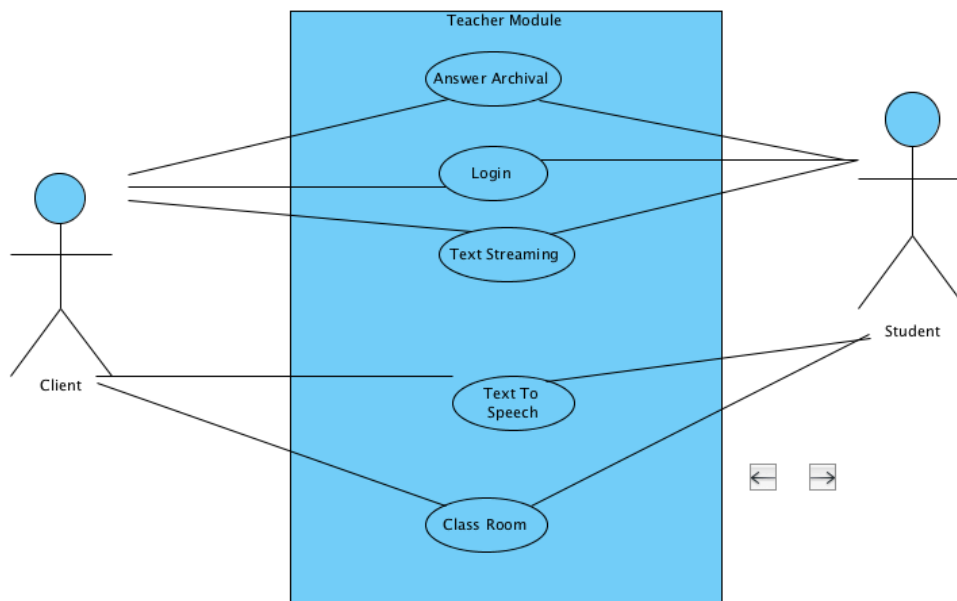 Teacher Module
Answer Archival
Login
Text Streaming
Student
Client
Text To
Speech
Class Room